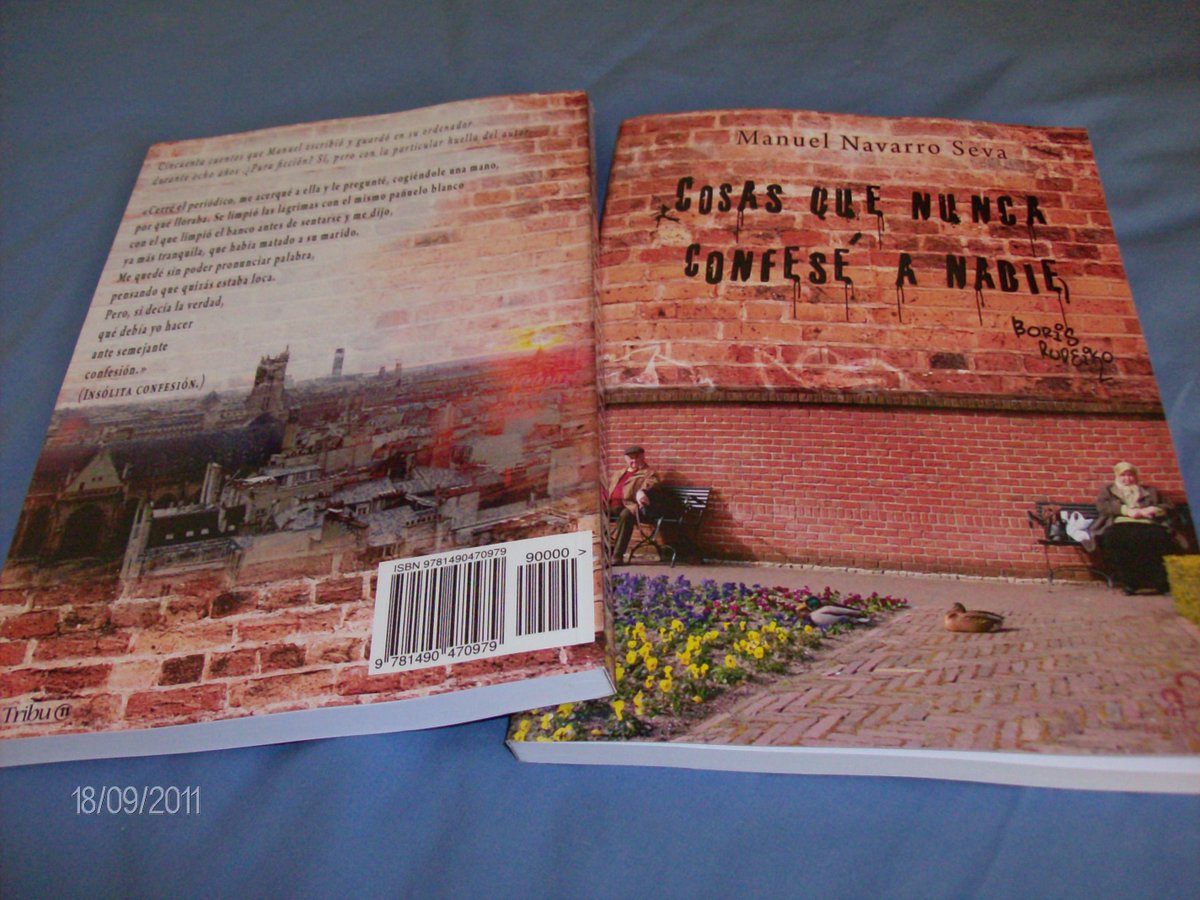 Cincuenta cuentos que Manuel escribió y guardó en su ordenador
durante ocho años. ¿Pura ficción? Sí, pero con la particular huella del autor.
«Cerré el periódico, me acerqué a ella y le pregunté, cogiéndole una mano,
por qué lloraba. Se limpió las lágrimas con el mismo pañuelo blanco
con el que limpió el banco antes de sentarse y me dijo,
ya más tranquila, que había matado a su marido.
Me quedé sin poder pronunciar palabra,
pensando que quizás estaba loca.
Pero, si decía la verdad,
qué debía yo hacer
ante semejante
confesión.»
(INSÓLITA CONFESIÓN.)
ISBN 9781490470979
90000 >
9 781490 470979
Tribu
Manuel Navarro Seva
COSAS QUE NUNCA
CONFESÉ A NADIE
BORIS
RUDEIKO
18/09/2011